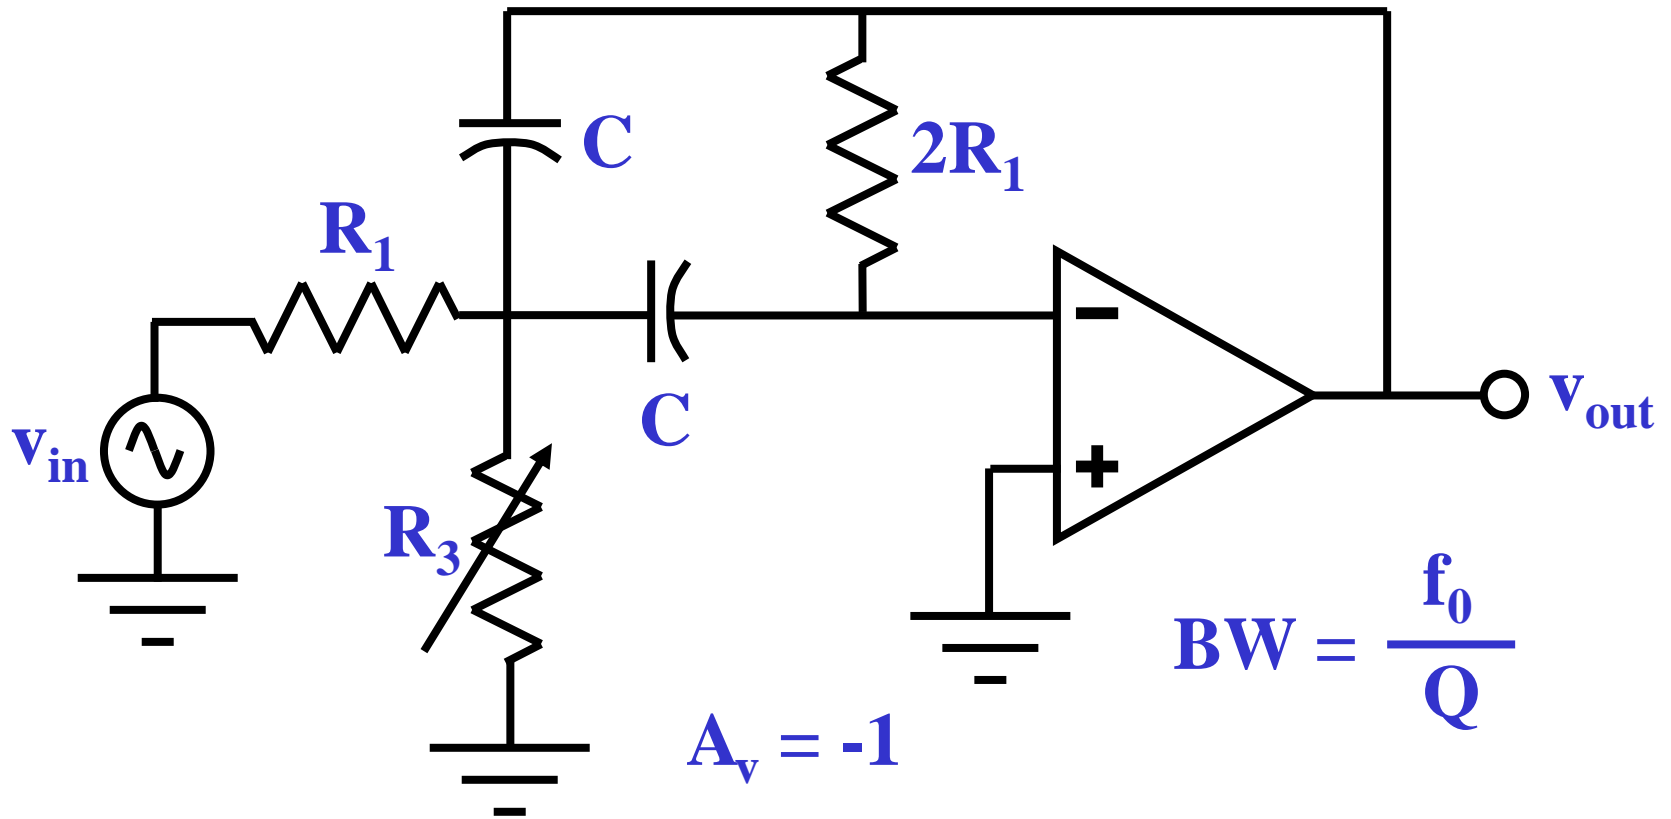 C
2R₁
R₁
C
vᵢₙ
vₒᵤₜ
R₃
- 
+
BW = f₀ / Q
Aᵥ = -1